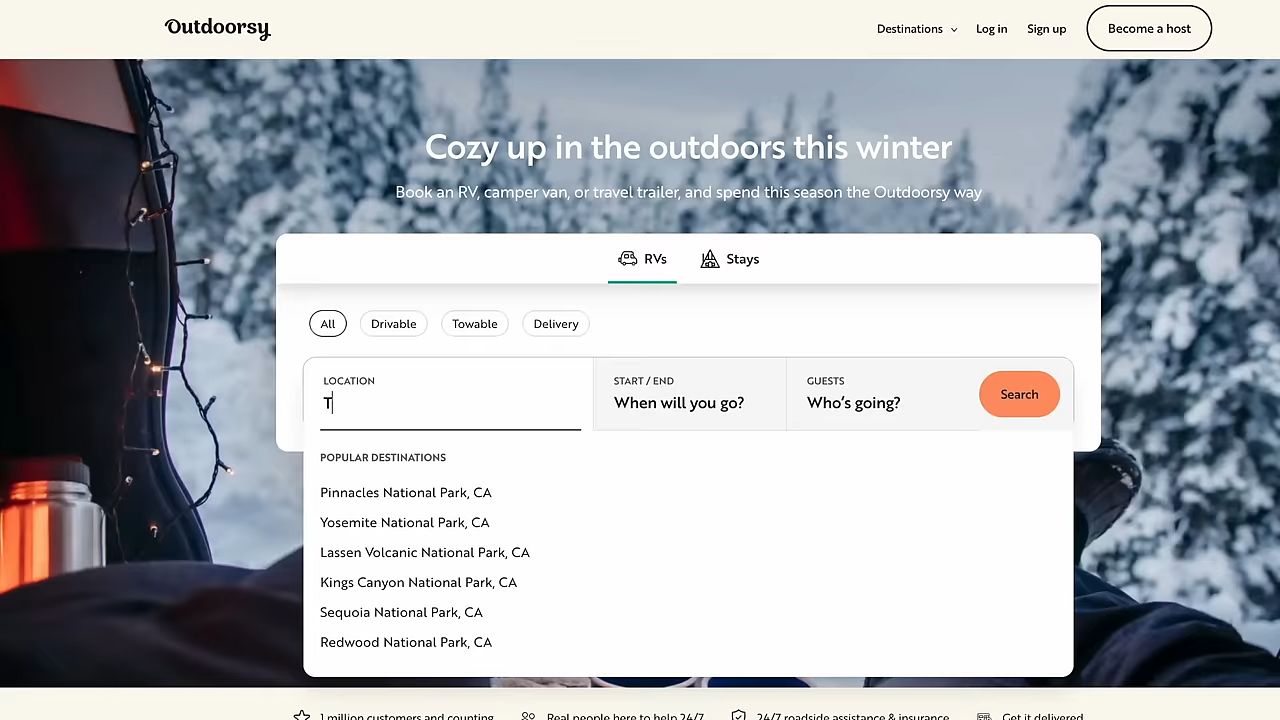 Outdoorsy
Destinations
Log in
Sign up
Become a host
Cozy up in the outdoors this winter
Book an RV, camper van, or travel trailer, and spend this season the Outdoorsy way
RVs
Stays
All
Drivable
Towable
Delivery
LOCATION
T
START / END
When will you go?
GUESTS
Who's going?
Search
POPULAR DESTINATIONS
Pinnacles National Park, CA
Yosemite National Park, CA
Lassen Volcanic National Park, CA
Kings Canyon National Park, CA
Sequoia National Park, CA
Redwood National Park, CA
1 million customers and counting
Real people here to help 24/7
24/7 roadside assistance & insurance
Get it delivered